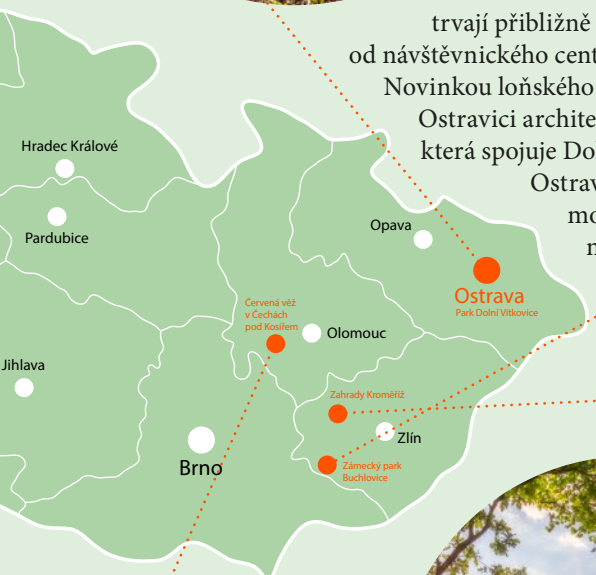 trvají přibližně
od návštěvnického cent
Novinkou loňského
Ostravici archite
která spojuje Do
Ostrav
mo
n
Hradec Králové
Pardubice
Opava
Ostrava
Park Dolní Vítkovice
Červená věž
v Čechách
pod Kosířem
Olomouc
Jihlava
Zahrady Kroměříž
Zlín
Brno
Zámecký park
Buchlovice